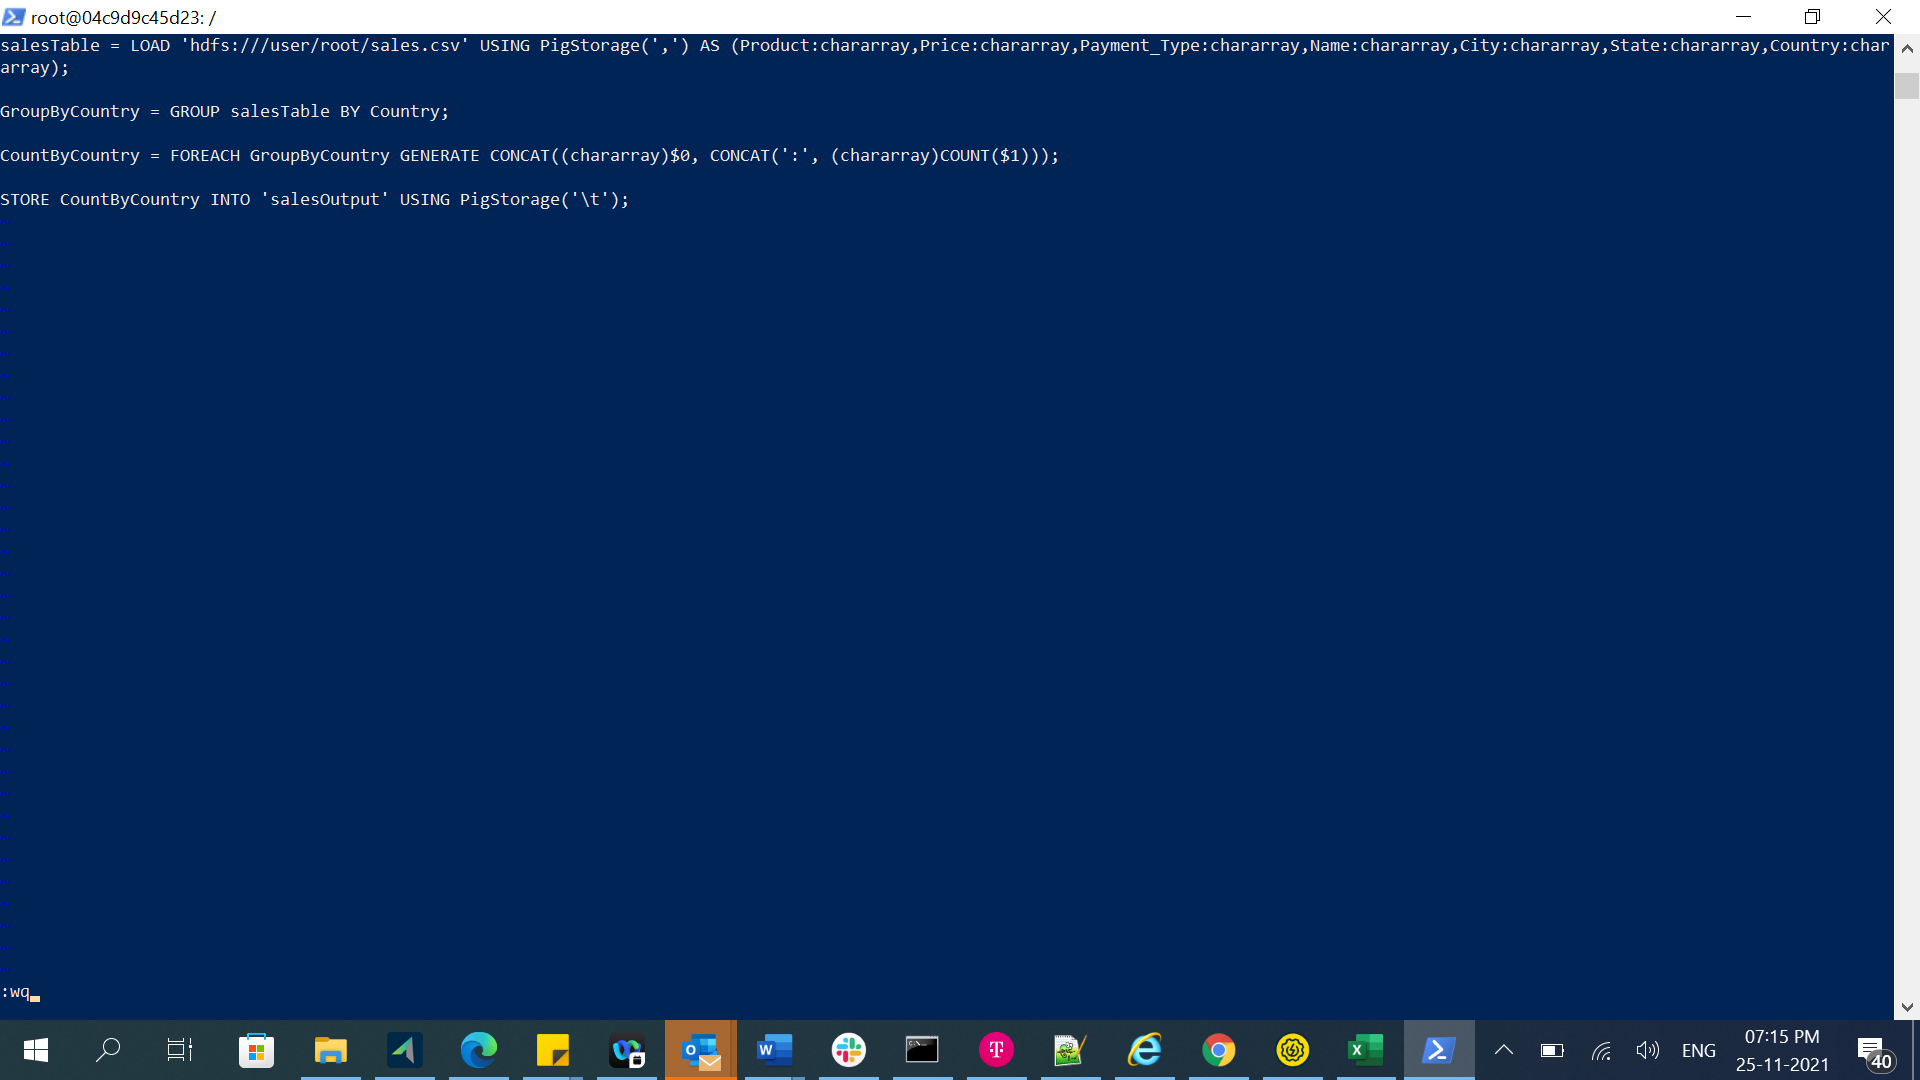 root@04c9d9c45d23: /
salesTable = LOAD 'hdfs:///user/root/sales.csv' USING PigStorage(',') AS (Product:chararray,Price:chararray,Payment_Type:chararray,Name:chararray,City:chararray,State:chararray,Country:char
array);
GroupByCountry = GROUP salesTable BY Country;
CountByCountry = FOREACH GroupByCountry GENERATE CONCAT((chararray)$0, CONCAT(':', (chararray)COUNT($1)));
STORE CountByCountry INTO 'salesOutput' USING PigStorage('\t');
:wq
ENG
07:15 PM
25-11-2021
40